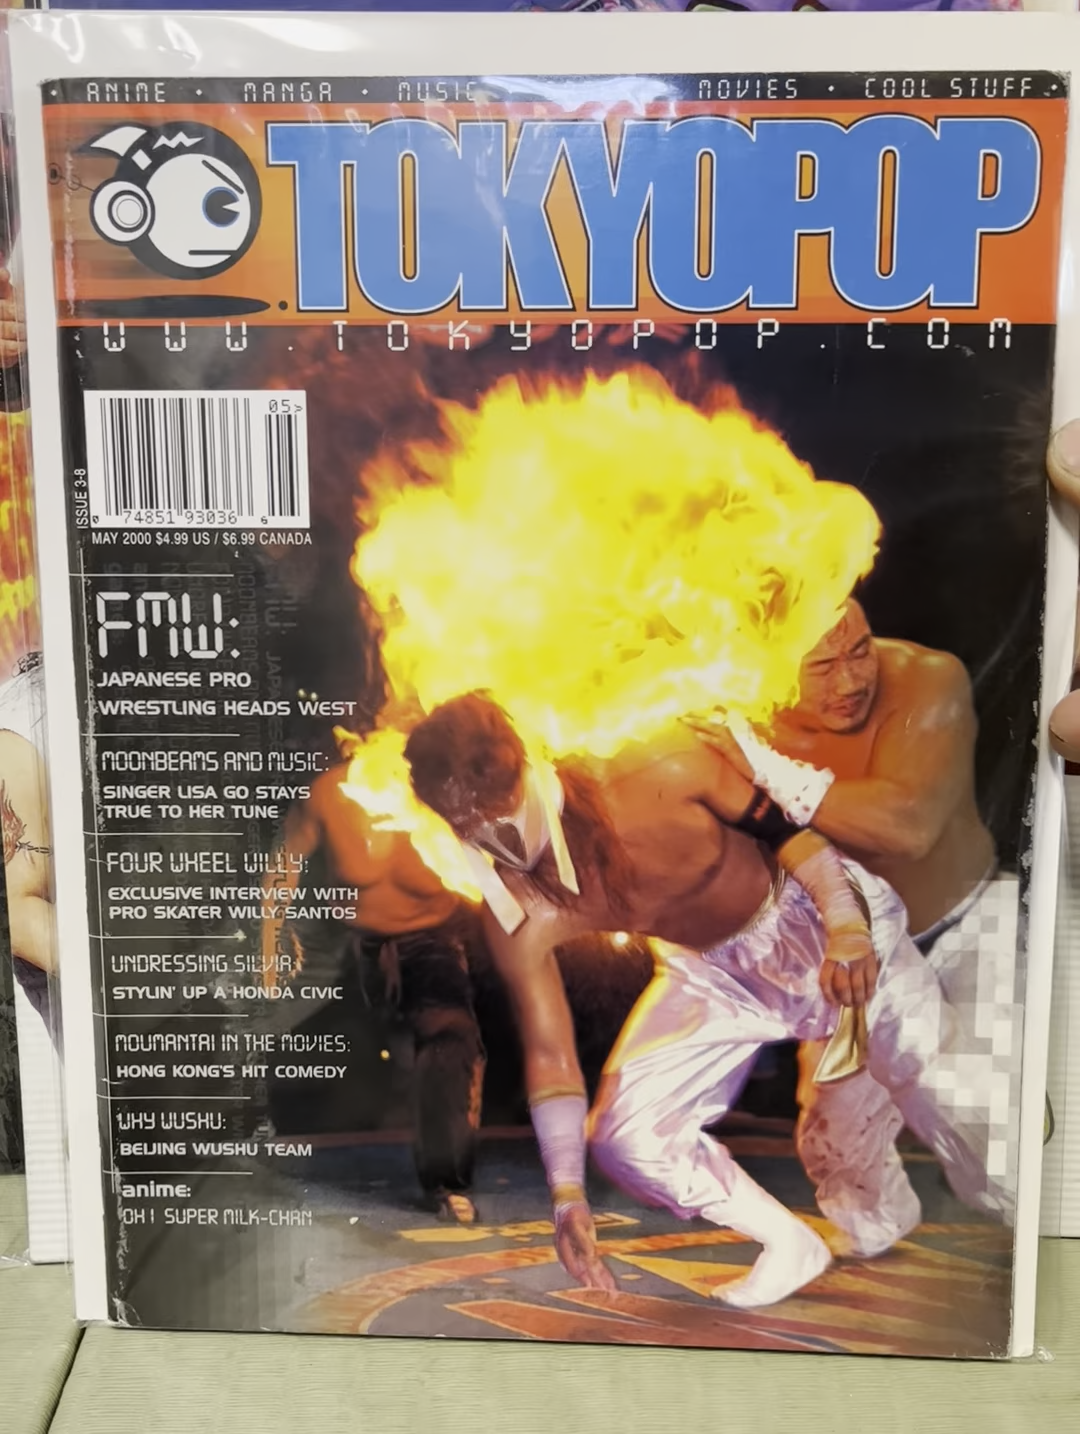 · ANIME · MANGA · MUSIC MOVIES · COOL STUFF ·
TOKYOPOP
WWW.TOKYOPOP.COM
05>
ISSUE 3-8
0 74851 93036 6
MAY 2000 $4.99 US / $6.99 CANADA
FMW:
JAPANESE PRO
WRESTLING HEADS WEST
MOONBEAMS AND MUSIC:
SINGER LISA GO STAYS
TRUE TO HER TUNE
FOUR WHEEL WILLY:
EXCLUSIVE INTERVIEW WITH
PRO SKATER WILLY SANTOS
UNDRESSING SILVIA:
STYLIN' UP A HONDA CIVIC
MOUMANTAI IN THE MOVIES:
HONG KONG'S HIT COMEDY
WHY WUSHU:
BEIJING WUSHU TEAM
anime:
OH! SUPER MILK-CHAN